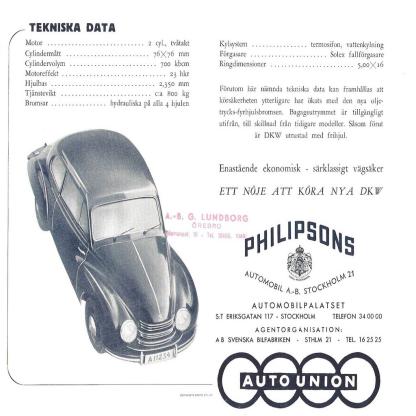 TEKNISKA DATA
Motor 2 cyl., tvåtakt
Cylindermått 76×76 mm
Cylindervolym 700 kbcm
Motoreffekt 23 hkr
Hjulbas 2,350 mm
Tjänstevikt c:a 800 kg
Bromsar hydrauliska på alla 4 hjulen
Kylsystem termosifon, vattenkylning
Förgasare Solex fallförgasare
Ringdimensioner 5,00×16
Förutom här nämnda tekniska data kan framhållas att
körsäkerheten ytterligare har ökats med den nya olje-
trycks-fyrhjulsbromsen. Bagageutrymmet är tillgängligt
utifrån, till skillnad från tidigare modeller. Såsom förut
är DKW utrustad med frihjul.
Enastående ekonomisk - särklassigt vägsäker
ETT NÖJE ATT KÖRA NYA DKW
A.-B. G. LUNDBORG
ÖREBRO
PHILIPSONS
AUTOMOBIL A.-B. STOCKHOLM 21
AUTOMOBILPALATSET
S:T ERIKSGATAN 117 - STOCKHOLM TELEFON 34 00 00
AGENTORGANISATION:
A B SVENSKA BILFABRIKEN - STHLM 21 - TEL. 16 25 25
A11234
AUTO UNION